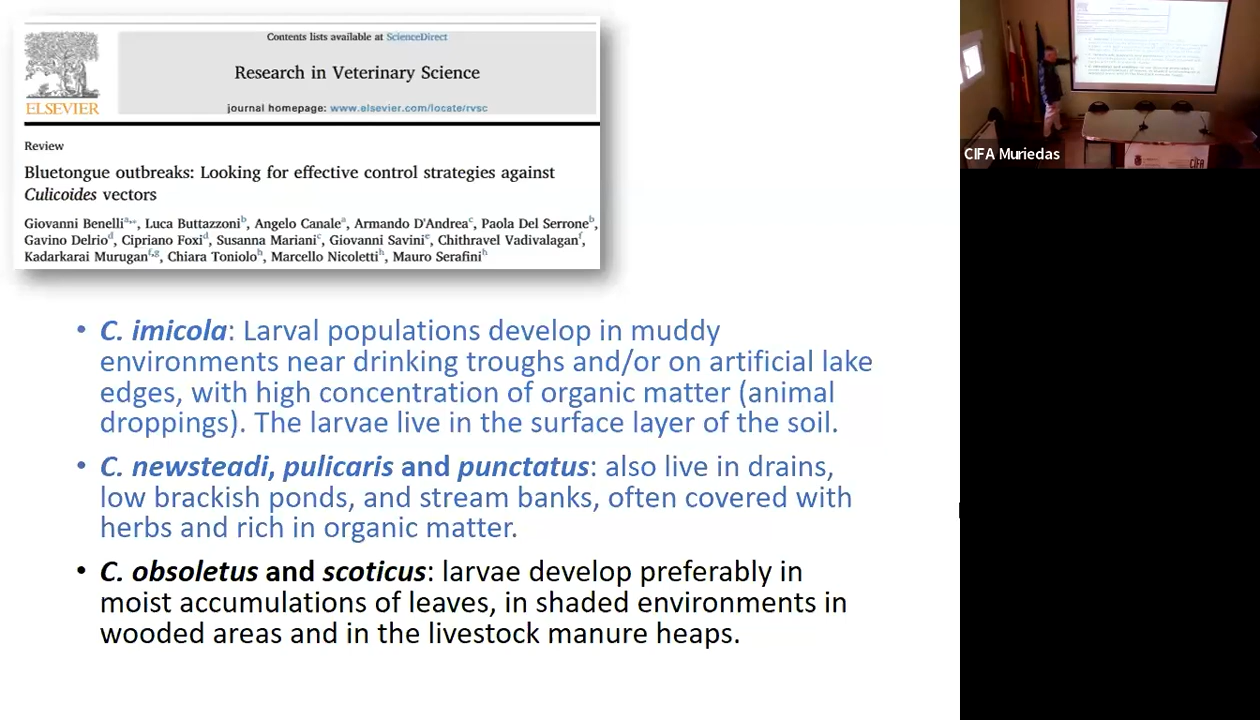 Contents lists available at ScienceDirect
Research in Veterinary Science
journal homepage: www.elsevier.com/locate/rvsc
ELSEVIER
Review
Bluetongue outbreaks: Looking for effective control strategies against
Culicoides vectors
Giovanni Benelli a,*, Luca Buttazzoni b, Angelo Canale a, Armando D'Andrea c, Paola Del Serrone b,
Gavino Delrio d, Cipriano Foxi d, Susanna Mariani c, Giovanni Savini e, Chithravel Vadivalagan f,
Kadarkarai Murugan f,g, Chiara Toniolo h, Marcello Nicoletti h, Mauro Serafini h
• C. imicola: Larval populations develop in muddy
environments near drinking troughs and/or on artificial lake
edges, with high concentration of organic matter (animal
droppings). The larvae live in the surface layer of the soil.
• C. newsteadi, pulicaris and punctatus: also live in drains,
low brackish ponds, and stream banks, often covered with
herbs and rich in organic matter.
• C. obsoletus and scoticus: larvae develop preferably in
moist accumulations of leaves, in shaded environments in
wooded areas and in the livestock manure heaps.
CIFA Muriedas
CIFA